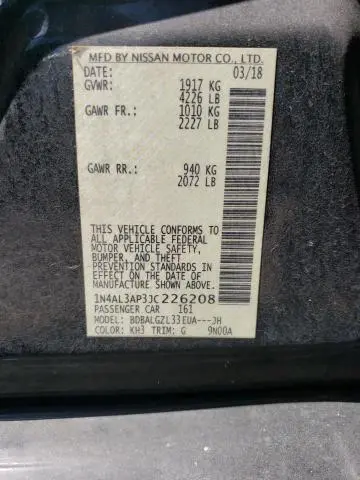 MFD BY NISSAN MOTOR CO., LTD.
DATE: 03/18
GVWR: 1917 KG
4226 LB
GAWR FR.: 1010 KG
2227 LB
GAWR RR.: 940 KG
2072 LB
THIS VEHICLE CONFORMS TO
ALL APPLICABLE FEDERAL
MOTOR VEHICLE SAFETY,
BUMPER, AND THEFT
PREVENTION STANDARDS IN
EFFECT ON THE DATE OF
MANUFACTURE SHOWN ABOVE.
1N4AL3AP3JC226208
PASSENGER CAR 161
MODEL: BDBALGZL33EUA---JH
COLOR: KH3 TRIM: G 9N00A